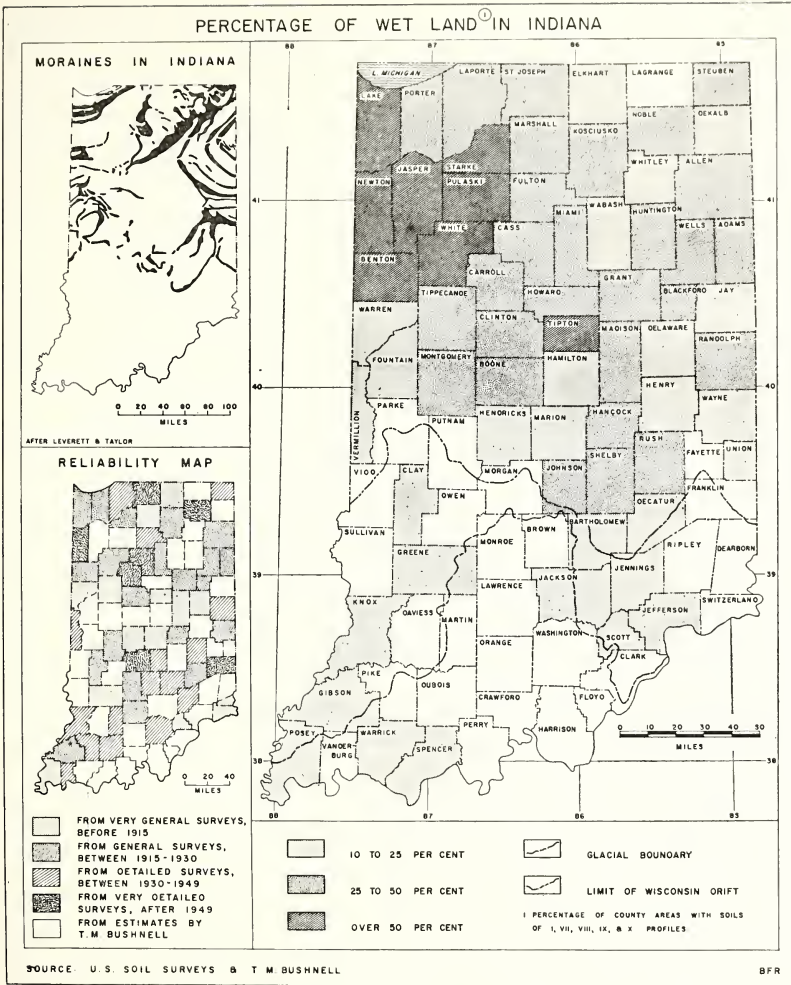 PERCENTAGE OF WET LAND ① IN INDIANA
MORAINES IN INDIANA
0 20 40 60 80 100
MILES
AFTER LEVERETT & TAYLOR
RELIABILITY MAP
0 20 40
MILES
FROM VERY GENERAL SURVEYS,
BEFORE 1915
FROM GENERAL SURVEYS,
BETWEEN 1915-1930
FROM DETAILED SURVEYS,
BETWEEN 1930-1949
FROM VERY DETAILED
SURVEYS, AFTER 1949
FROM ESTIMATES BY
T.M. BUSHNELL
88 87 86 85
L. MICHIGAN
LAPORTE
ST JOSEPH
ELKHART
LAGRANGE
STEUBEN
LAKE
PORTER
MARSHALL
KOSCIUSKO
NOBLE
DEKALB
JASPER
STARKE
WHITLEY
ALLEN
NEWTON
PULASKI
FULTON
41
41
MIAMI
WABASH
HUNTINGTON
WELLS
ADAMS
WHITE
CASS
BENTON
CARROLL
GRANT
TIPPECANOE
HOWARD
BLACKFORD
JAY
WARREN
CLINTON
TIPTON
MADISON
DELAWARE
RANDOLPH
FOUNTAIN
MONTGOMERY
BOONE
HAMILTON
HENRY
40
40
WAYNE
VERMILLION
PARKE
PUTNAM
HENDRICKS
MARION
HANCOCK
RUSH
FAYETTE
UNION
SHELBY
VIGO
CLAY
MORGAN
JOHNSON
FRANKLIN
OWEN
DECATUR
BARTHOLOMEW
SULLIVAN
MONROE
BROWN
RIPLEY
DEARBORN
GREENE
JENNINGS
39
39
LAWRENCE
JACKSON
KNOX
DAVIESS
MARTIN
JEFFERSON
SWITZERLAND
ORANGE
WASHINGTON
SCOTT
CLARK
PIKE
DUBOIS
GIBSON
CRAWFORD
FLOYD
HARRISON
PERRY
POSEY
VANDER-
BURG
WARRICK
SPENCER
0 10 20 30 40 50
MILES
38
38
88 87 86 85
10 TO 25 PER CENT
25 TO 50 PER CENT
OVER 50 PER CENT
GLACIAL BOUNDARY
LIMIT OF WISCONSIN DRIFT
1 PERCENTAGE OF COUNTY AREAS WITH SOILS
OF I, VII, VIII, IX, & X PROFILES
SOURCE: U.S. SOIL SURVEYS & T M BUSHNELL
BFR